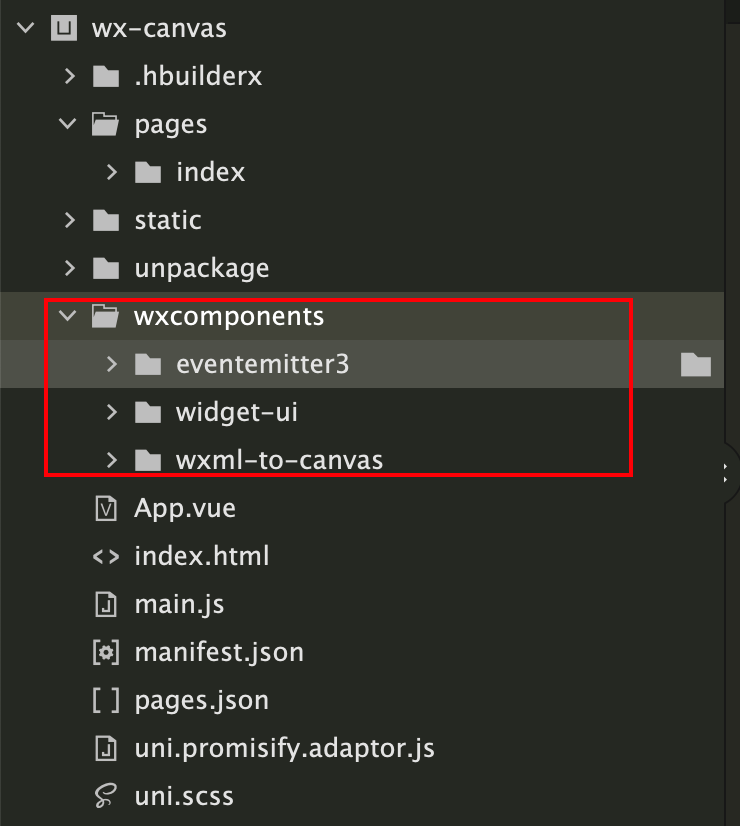 wx-canvas
.hbuilderx
pages
index
static
unpackage
wxcomponents
eventemitter3
widget-ui
wxml-to-canvas
App.vue
index.html
main.js
manifest.json
pages.json
uni.promisify.adaptor.js
uni.scss